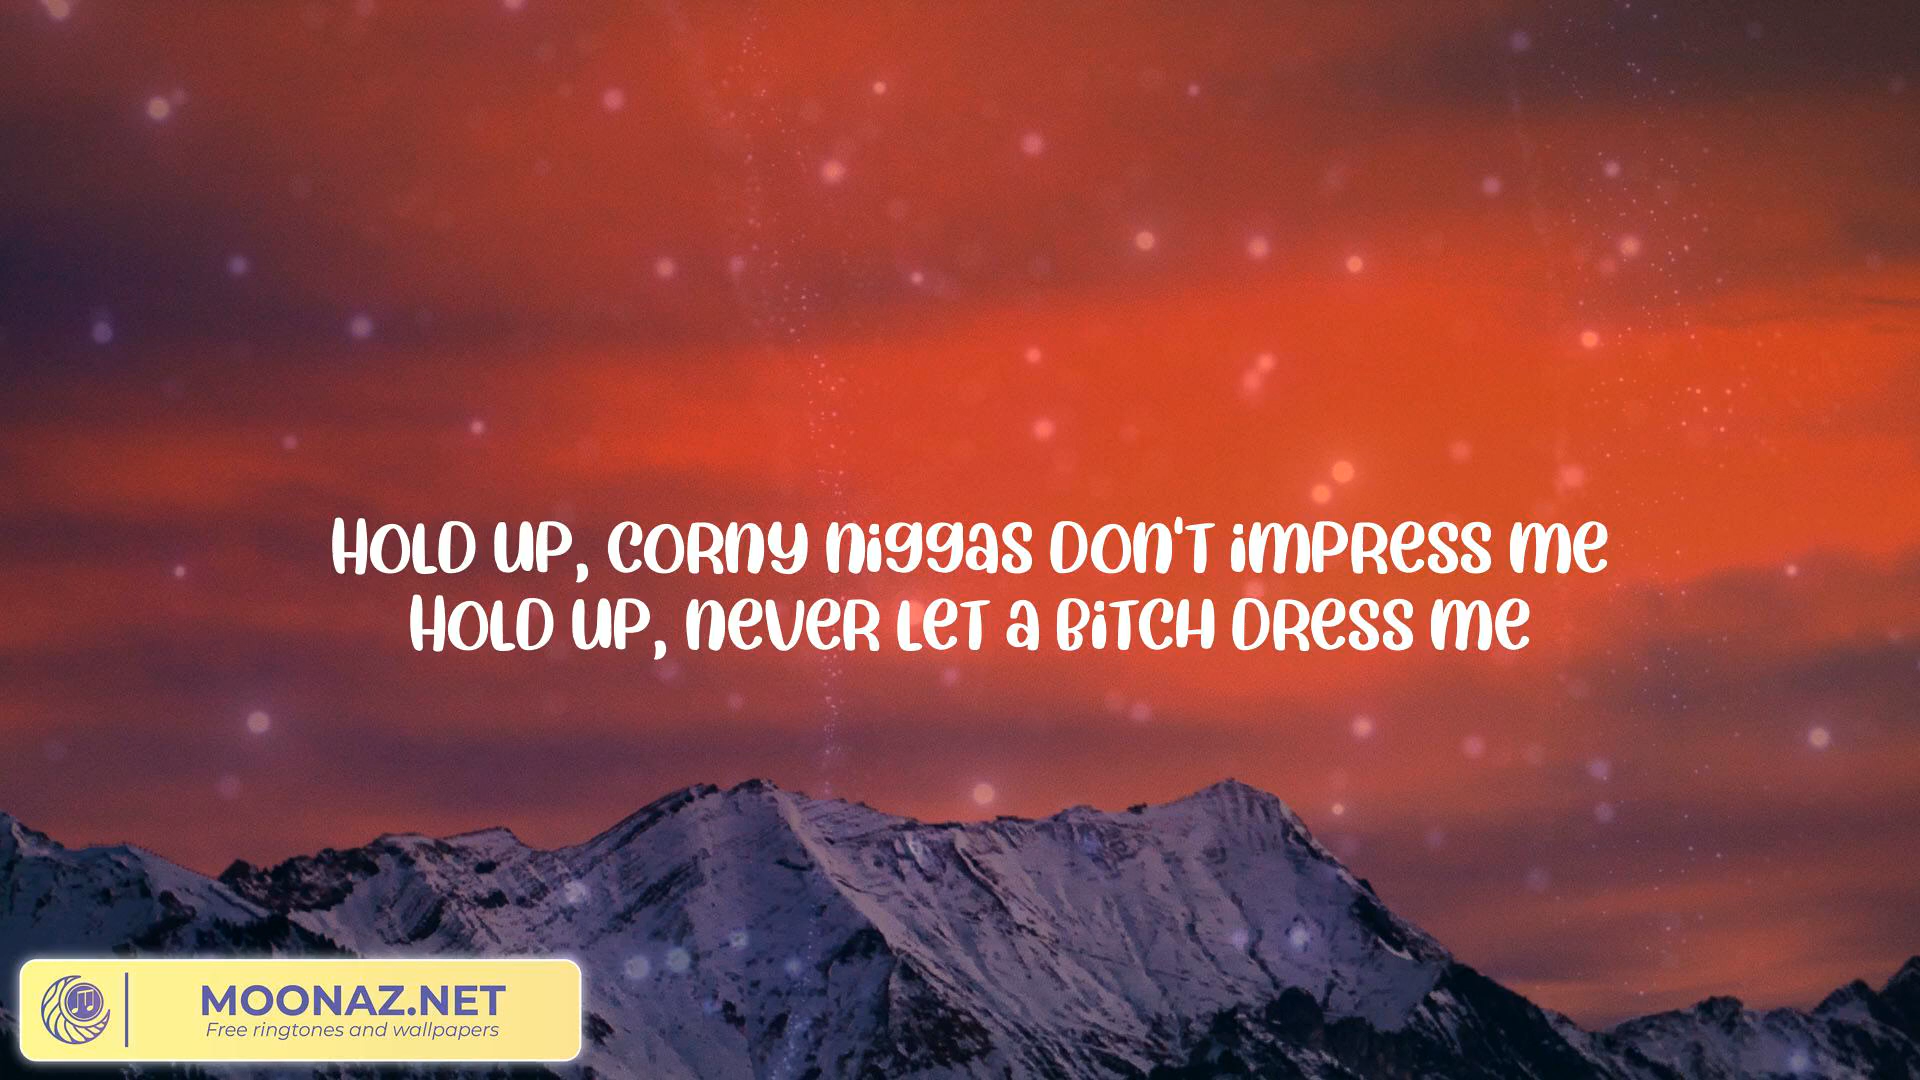 Hold up, corny niggas don't impress me
Hold up, never let a bitch dress me
MOONAZ.NET
Free ringtones and wallpapers